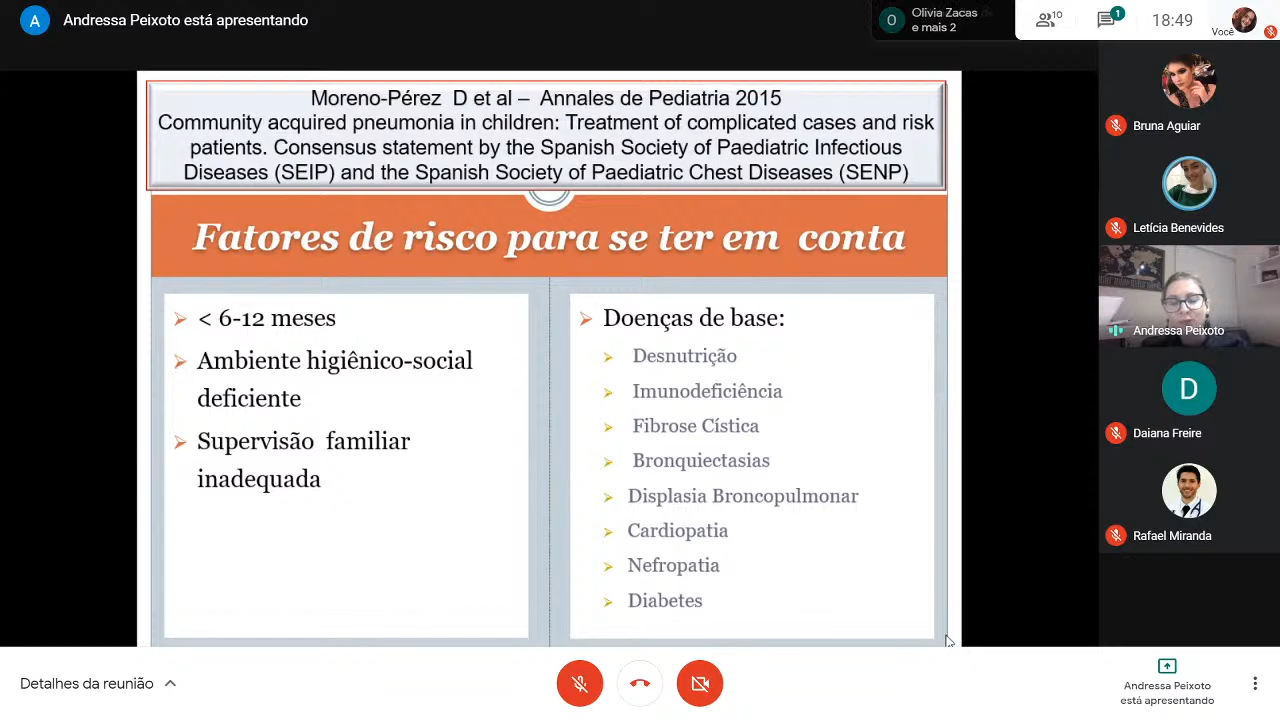 A
Andressa Peixoto está apresentando
O
Olivia Zacas
e mais 2
10
1
18:49
Você
Moreno-Pérez D et al – Annales de Pediatria 2015
Community acquired pneumonia in children: Treatment of complicated cases and risk
patients. Consensus statement by the Spanish Society of Paediatric Infectious
Diseases (SEIP) and the Spanish Society of Paediatric Chest Diseases (SENP)
Fatores de risco para se ter em conta
< 6-12 meses
Ambiente higiênico-social
deficiente
Supervisão familiar
inadequada
Doenças de base:
Desnutrição
Imunodeficiência
Fibrose Cística
Bronquiectasias
Displasia Broncopulmonar
Cardiopatia
Nefropatia
Diabetes
Bruna Aguiar
Letícia Benevides
Andressa Peixoto
D
Daiana Freire
Rafael Miranda
Detalhes da reunião
Andressa Peixoto
está apresentando